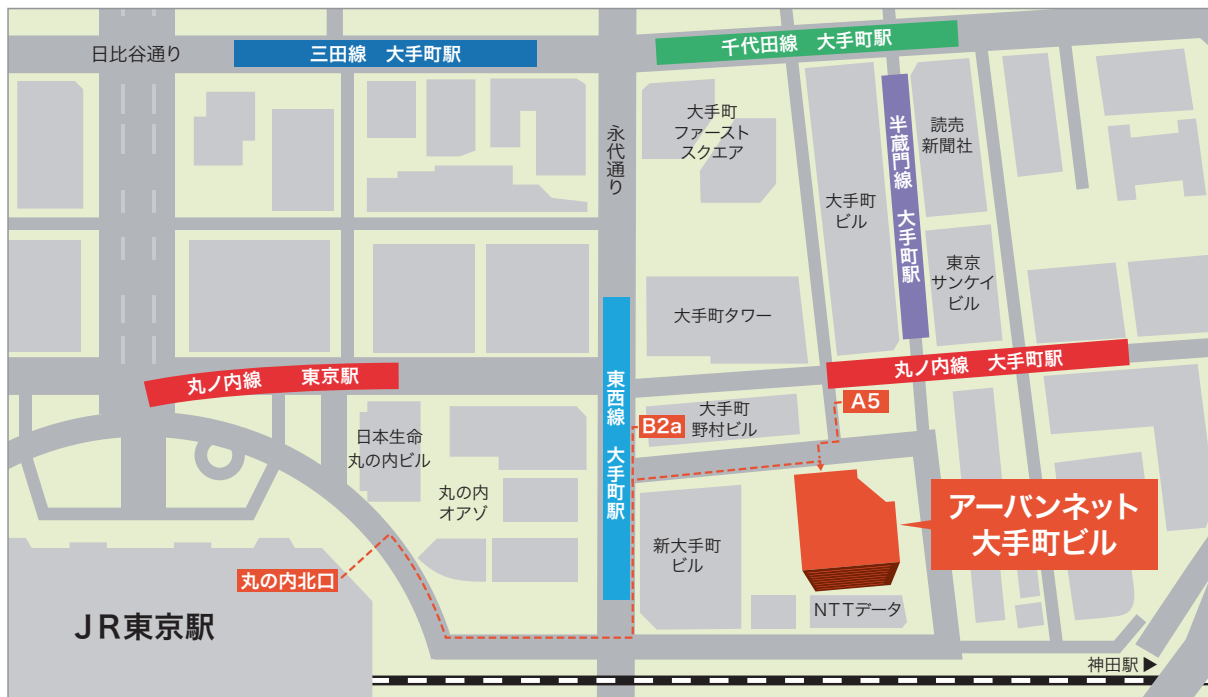 日比谷通り
三田線　大手町駅
千代田線　大手町駅
永代通り
大手町
ファースト
スクエア
大手町
ビル
半蔵門線　大手町駅
読売
新聞社
東京
サンケイ
ビル
大手町タワー
丸ノ内線　東京駅
東西線　大手町駅
丸ノ内線　大手町駅
大手町
野村ビル
B2a
A5
日本生命
丸の内ビル
丸の内
オアゾ
新大手町
ビル
アーバンネット
大手町ビル
丸の内北口
NTTデータ
JR東京駅
神田駅▶